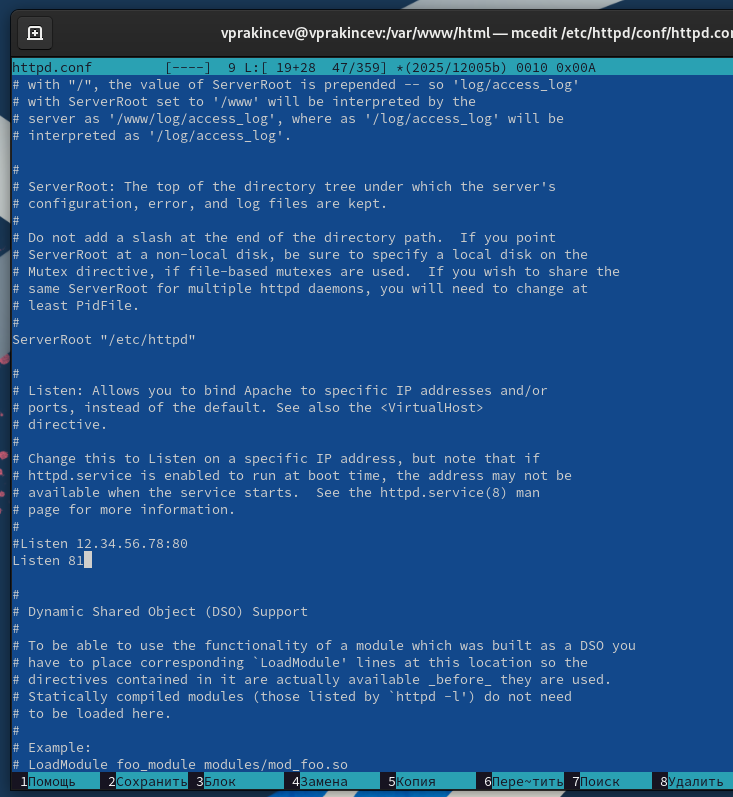 vprakincev@vprakincev:/var/www/html — mcedit /etc/httpd/conf/httpd.co
httpd.conf [----] 9 L:[ 19+28 47/359] *(2025/12005b) 0010 0x00A
# with "/", the value of ServerRoot is prepended -- so 'log/access_log'
# with ServerRoot set to '/www' will be interpreted by the
# server as '/www/log/access_log', where as '/log/access_log' will be
# interpreted as '/log/access_log'.
#
# ServerRoot: The top of the directory tree under which the server's
# configuration, error, and log files are kept.
#
# Do not add a slash at the end of the directory path.  If you point
# ServerRoot at a non-local disk, be sure to specify a local disk on the
# Mutex directive, if file-based mutexes are used.  If you wish to share the
# same ServerRoot for multiple httpd daemons, you will need to change at
# least PidFile.
#
ServerRoot "/etc/httpd"
#
# Listen: Allows you to bind Apache to specific IP addresses and/or
# ports, instead of the default. See also the <VirtualHost>
# directive.
#
# Change this to Listen on a specific IP address, but note that if
# httpd.service is enabled to run at boot time, the address may not be
# available when the service starts.  See the httpd.service(8) man
# page for more information.
#
#Listen 12.34.56.78:80
Listen 81
#
# Dynamic Shared Object (DSO) Support
#
# To be able to use the functionality of a module which was built as a DSO you
# have to place corresponding `LoadModule' lines at this location so the
# directives contained in it are actually available _before_ they are used.
# Statically compiled modules (those listed by `httpd -l') do not need
# to be loaded here.
#
# Example:
# LoadModule foo_module modules/mod_foo.so
1Помощь 2Сохранить 3Блок 4Замена 5Копия 6Пере~тить 7Поиск 8Удалить